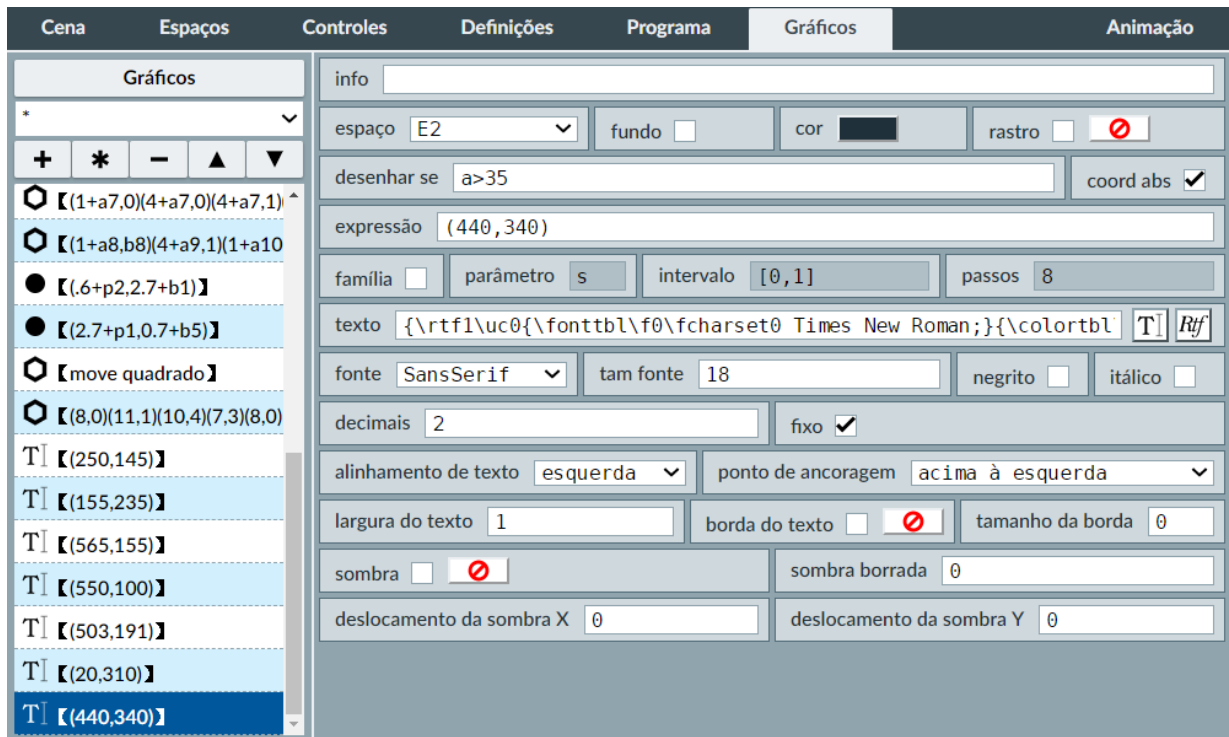 Cena Espaços Controles Definições Programa Gráficos Animação
Gráficos
*
+ * − ▲ ▼
【(1+a7,0)(4+a7,0)(4+a7,1)(
【(1+a8,b8)(4+a9,1)(1+a10
【(.6+p2,2.7+b1)】
【(2.7+p1,0.7+b5)】
【move quadrado】
【(8,0)(11,1)(10,4)(7,3)(8,0)
T 【(250,145)】
T 【(155,235)】
T 【(565,155)】
T 【(550,100)】
T 【(503,191)】
T 【(20,310)】
T 【(440,340)】
info
espaço E2 fundo cor rastro
desenhar se a>35 coord abs
expressão (440,340)
família parâmetro s intervalo [0,1] passos 8
texto {\rtf1\uc0{\fonttbl\f0\fcharset0 Times New Roman;}{\colortbl T Rtf
fonte SansSerif tam fonte 18 negrito itálico
decimais 2 fixo
alinhamento de texto esquerda ponto de ancoragem acima à esquerda
largura do texto 1 borda do texto tamanho da borda 0
sombra sombra borrada 0
deslocamento da sombra X 0 deslocamento da sombra Y 0